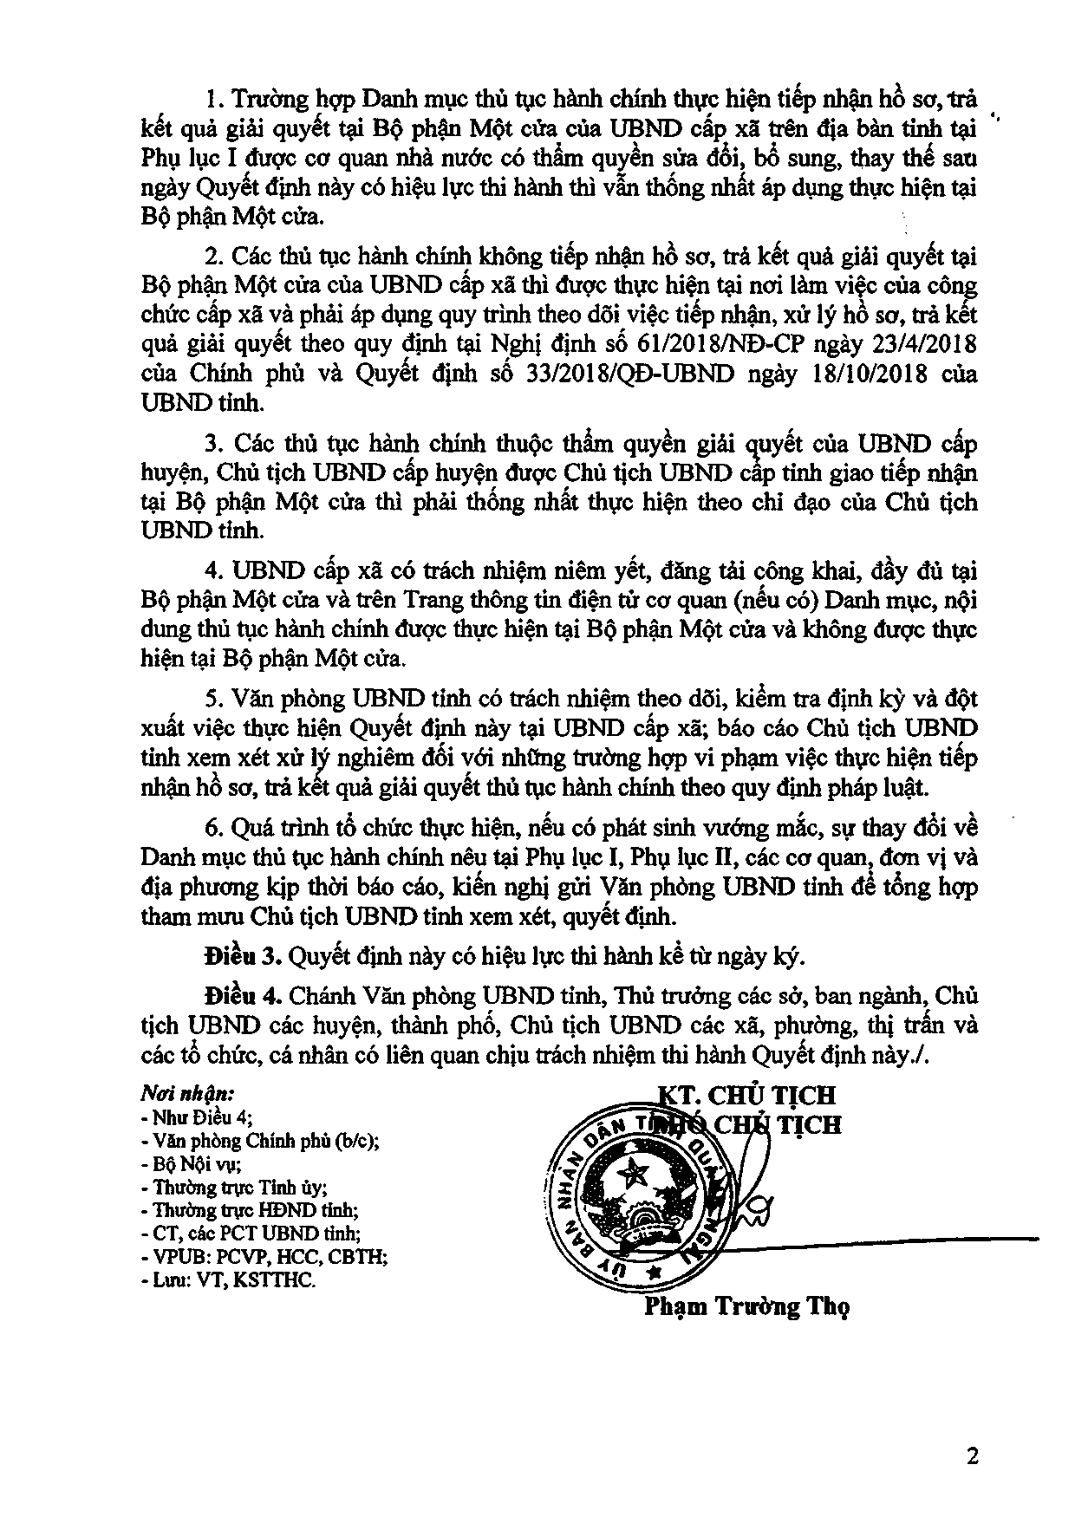 1. Trường hợp Danh mục thủ tục hành chính thực hiện tiếp nhận hồ sơ, trả
kết quả giải quyết tại Bộ phận Một cửa của UBND cấp xã trên địa bàn tỉnh tại
Phụ lục I được cơ quan nhà nước có thẩm quyền sửa đổi, bổ sung, thay thế sau
ngày Quyết định này có hiệu lực thi hành thì vẫn thống nhất áp dụng thực hiện tại
Bộ phận Một cửa.
2. Các thủ tục hành chính không tiếp nhận hồ sơ, trả kết quả giải quyết tại
Bộ phận Một cửa của UBND cấp xã thì được thực hiện tại nơi làm việc của công
chức cấp xã và phải áp dụng quy trình theo dõi việc tiếp nhận, xử lý hồ sơ, trả kết
quả giải quyết theo quy định tại Nghị định số 61/2018/NĐ-CP ngày 23/4/2018
của Chính phủ và Quyết định số 33/2018/QĐ-UBND ngày 18/10/2018 của
UBND tỉnh.
3. Các thủ tục hành chính thuộc thẩm quyền giải quyết của UBND cấp
huyện, Chủ tịch UBND cấp huyện được Chủ tịch UBND cấp tỉnh giao tiếp nhận
tại Bộ phận Một cửa thì phải thống nhất thực hiện theo chỉ đạo của Chủ tịch
UBND tỉnh.
4. UBND cấp xã có trách nhiệm niêm yết, đăng tải công khai, đầy đủ tại
Bộ phận Một cửa và trên Trang thông tin điện tử cơ quan (nếu có) Danh mục, nội
dung thủ tục hành chính được thực hiện tại Bộ phận Một cửa và không được thực
hiện tại Bộ phận Một cửa.
5. Văn phòng UBND tỉnh có trách nhiệm theo dõi, kiểm tra định kỳ và đột
xuất việc thực hiện Quyết định này tại UBND cấp xã; báo cáo Chủ tịch UBND
tỉnh xem xét xử lý nghiêm đối với những trường hợp vi phạm việc thực hiện tiếp
nhận hồ sơ, trả kết quả giải quyết thủ tục hành chính theo quy định pháp luật.
6. Quá trình tổ chức thực hiện, nếu có phát sinh vướng mắc, sự thay đổi về
Danh mục thủ tục hành chính nêu tại Phụ lục I, Phụ lục II, các cơ quan, đơn vị và
địa phương kịp thời báo cáo, kiến nghị gửi Văn phòng UBND tỉnh để tổng hợp
tham mưu Chủ tịch UBND tỉnh xem xét, quyết định.
Điều 3. Quyết định này có hiệu lực thi hành kể từ ngày ký.
Điều 4. Chánh Văn phòng UBND tỉnh, Thủ trưởng các sở, ban ngành, Chủ
tịch UBND các huyện, thành phố, Chủ tịch UBND các xã, phường, thị trấn và
các tổ chức, cá nhân có liên quan chịu trách nhiệm thi hành Quyết định này./.
Nơi nhận:
- Như Điều 4;
- Văn phòng Chính phủ (b/c);
- Bộ Nội vụ;
- Thường trực Tỉnh ủy;
- Thường trực HĐND tỉnh;
- CT, các PCT UBND tỉnh;
- VPUB: PCVP, HCC, CBTH;
- Lưu: VT, KSTTHC.
KT. CHỦ TỊCH
PHÓ CHỦ TỊCH
ỦY BAN NHÂN DÂN TỈNH QUẢNG NGÃI
Phạm Trường Thọ
2